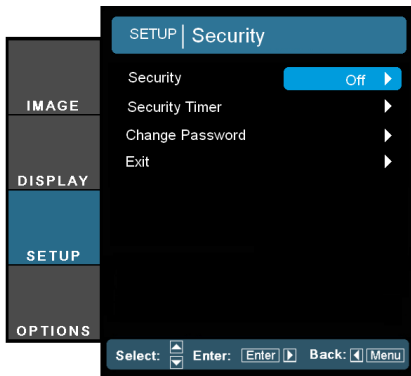 SETUP | Security
Security Off
Security Timer
Change Password
Exit
IMAGE
DISPLAY
SETUP
OPTIONS
Select: Enter: Enter Back: Menu